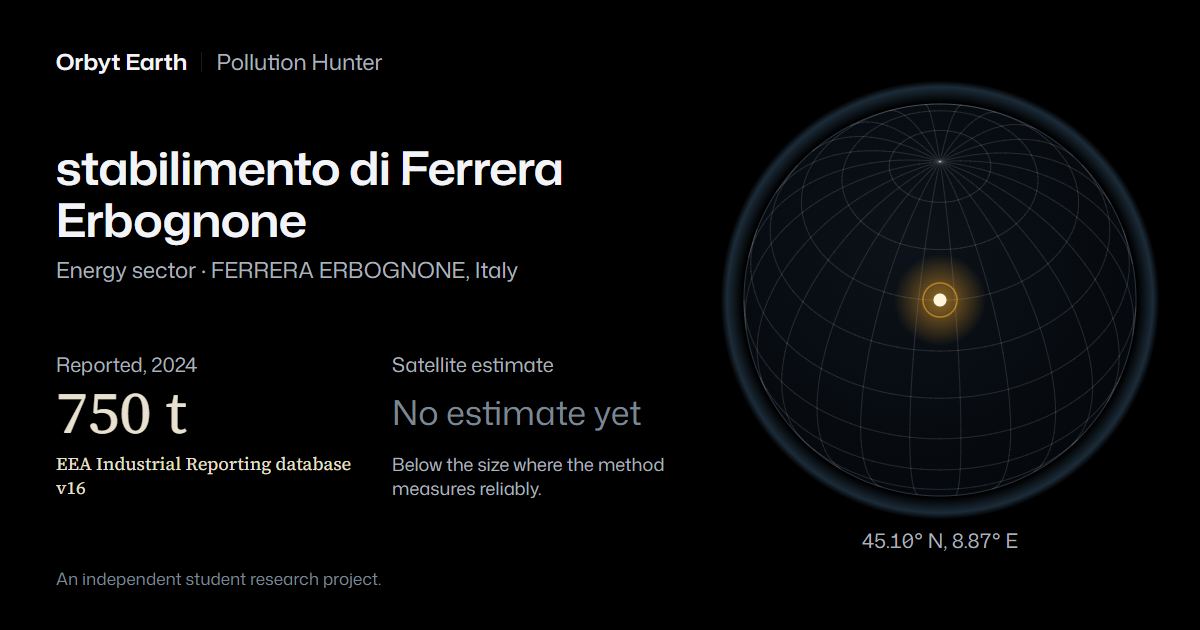 Orbyt Earth | Pollution Hunter
stabilimento di Ferrera
Erbognone
Energy sector · FERRERA ERBOGNONE, Italy
Reported, 2024
750 t
EEA Industrial Reporting database
v16
Satellite estimate
No estimate yet
Below the size where the method
measures reliably.
45.10° N, 8.87° E
An independent student research project.